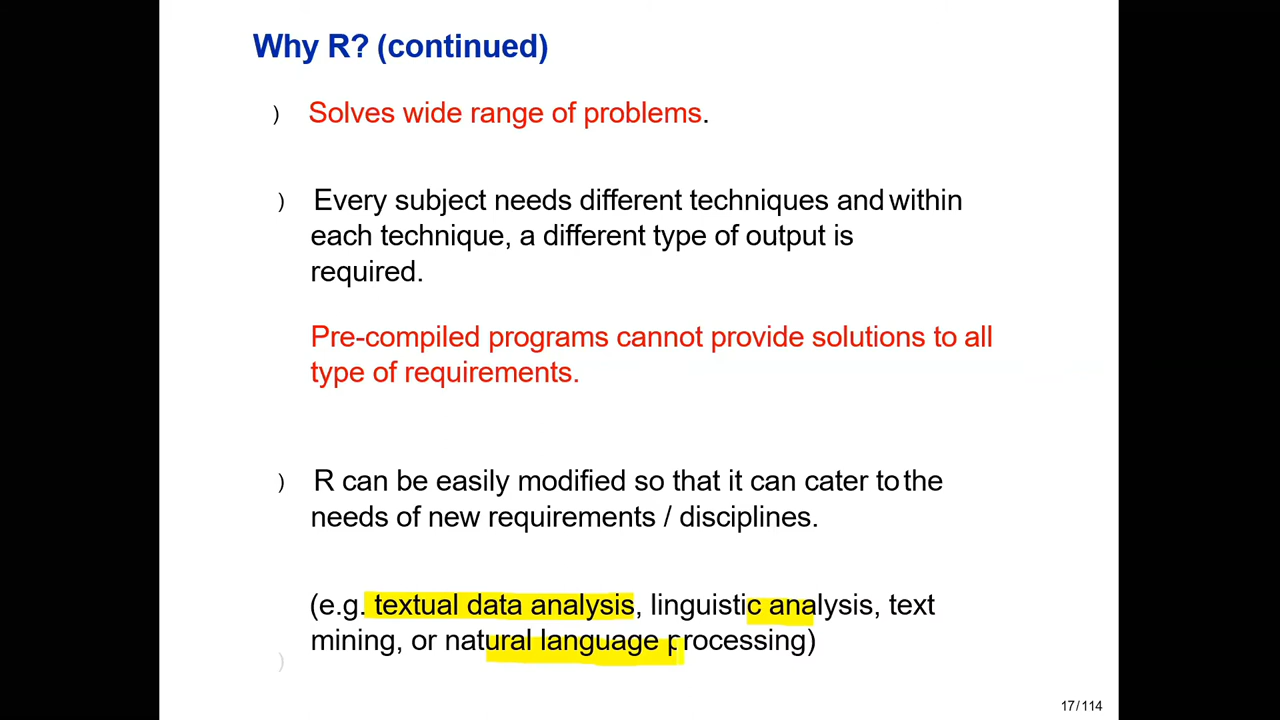 Why R? (continued)
) Solves wide range of problems.
) Every subject needs different techniques and within
each technique, a different type of output is
required.
Pre-compiled programs cannot provide solutions to all
type of requirements.
) R can be easily modified so that it can cater to the
needs of new requirements / disciplines.
(e.g. textual data analysis, linguistic analysis, text
mining, or natural language processing)
)
17/114